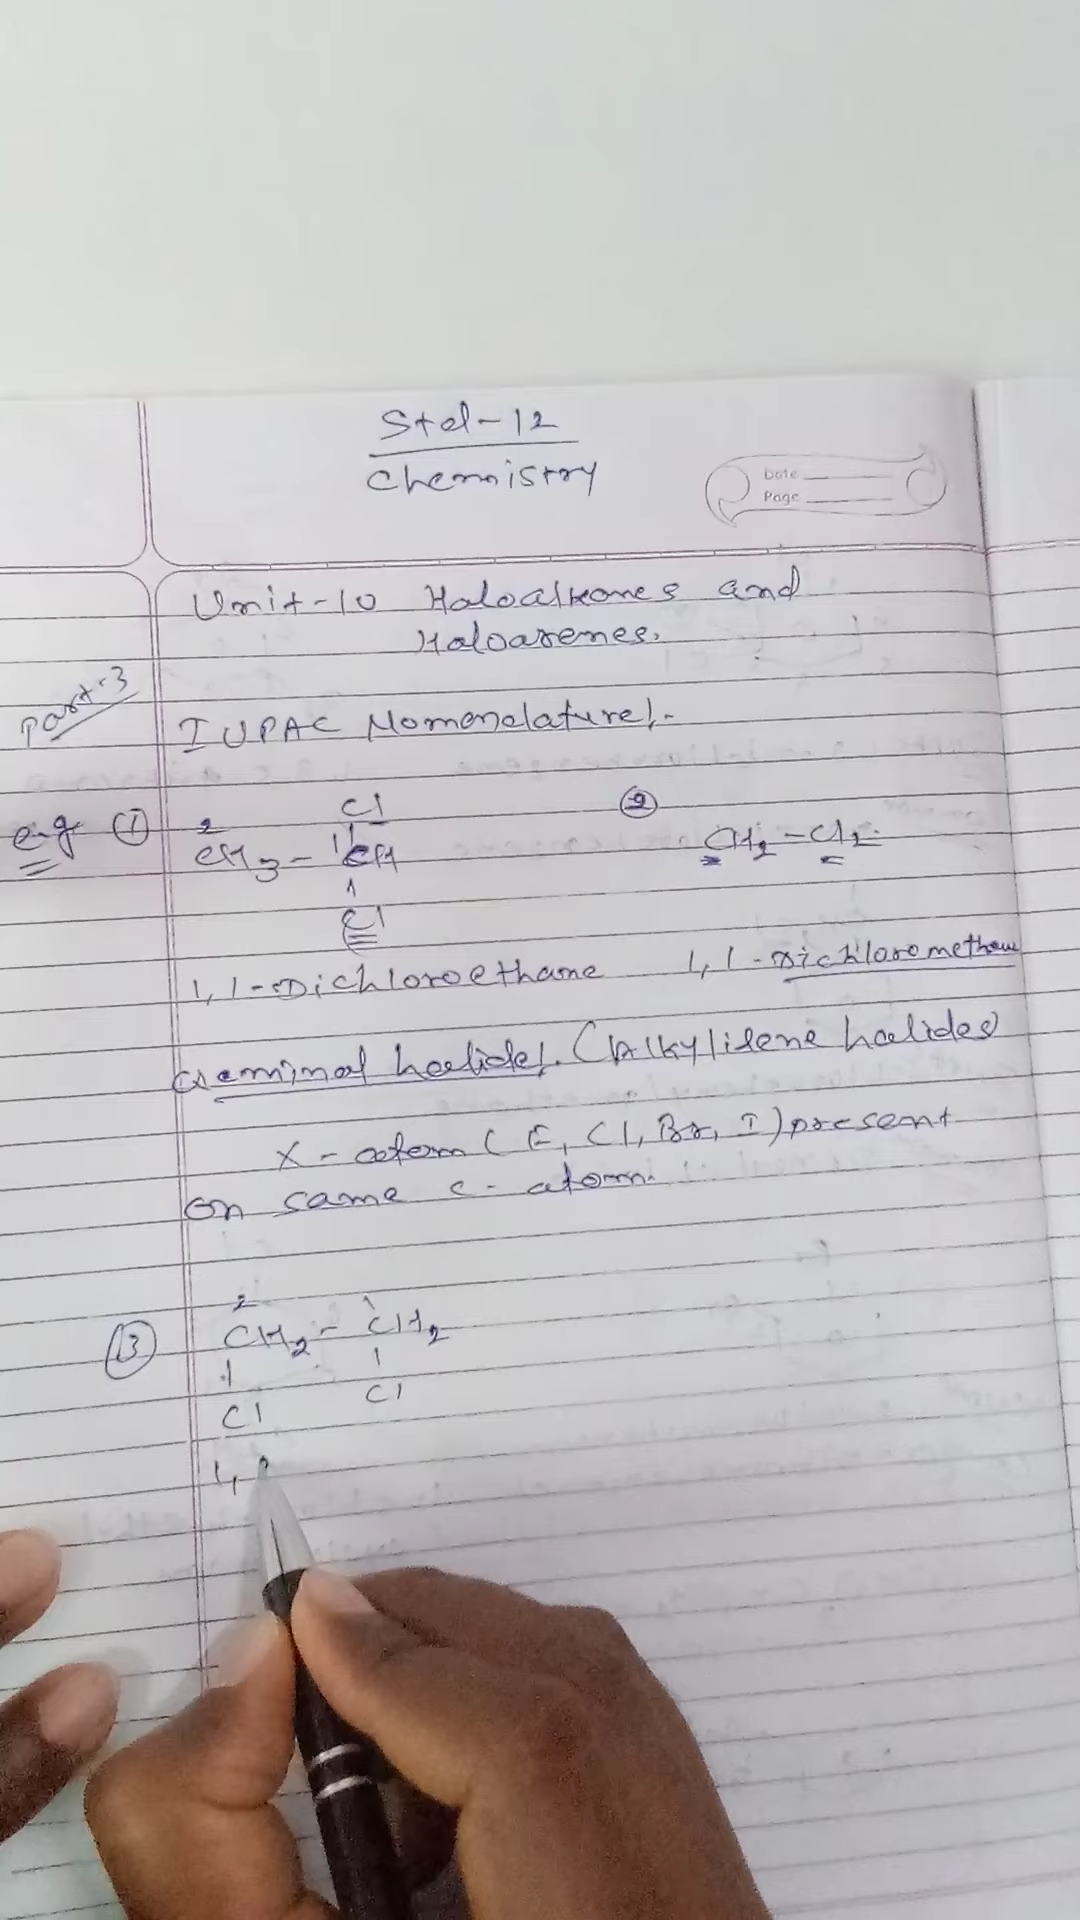 Std-12
Chemistry
Date
Page
Unit-10 Haloalkanes and
Haloarenes.
Part-3
IUPAC Nomenclature:-
Cl
e.g ① 2 CH3 - 1 CH
Cl
② CH2 - Cl2
1,1-Dichloroethane 1,1-Dichloromethane
Geminal halide:- (Alkylidene halides
X - atom (F, Cl, Br, I) present
on same c- atom.
2 1
③ CH2 - CH2
Cl Cl
1,